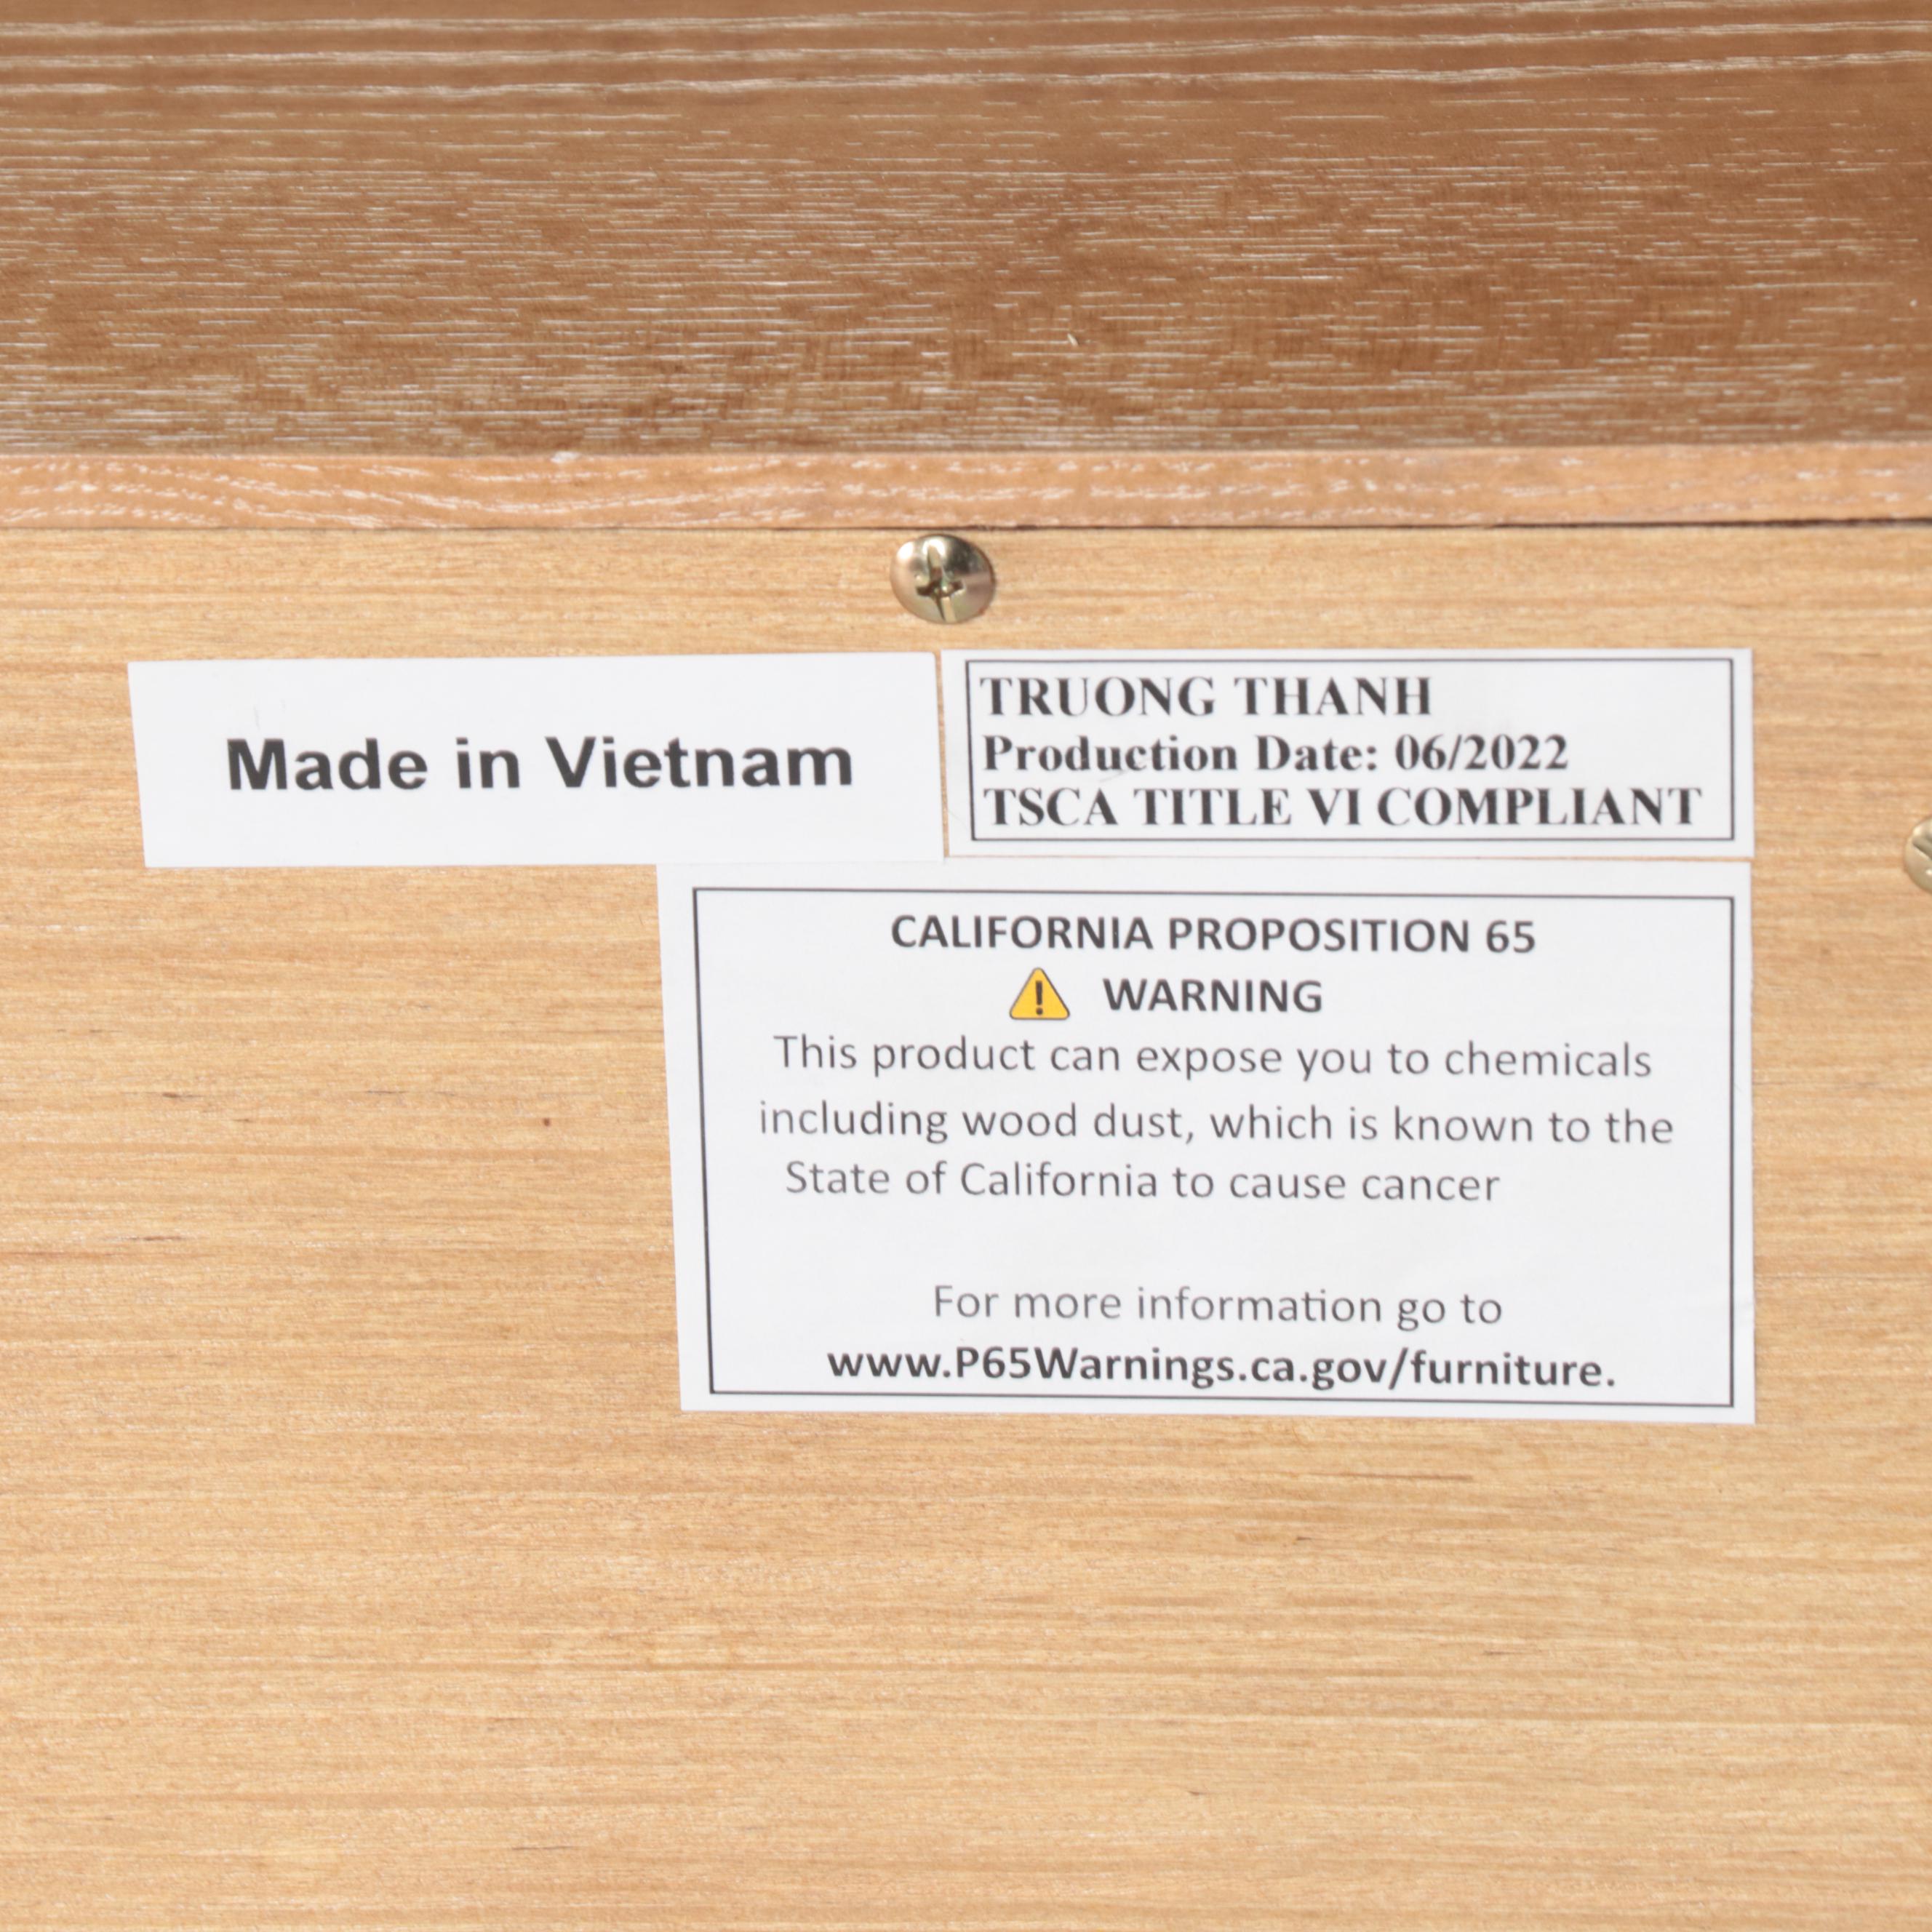 Made in Vietnam
TRUONG THANH
Production Date: 06/2022
TSCA TITLE VI COMPLIANT
CALIFORNIA PROPOSITION 65
WARNING
This product can expose you to chemicals
including wood dust, which is known to the
State of California to cause cancer
For more information go to
www.P65Warnings.ca.gov/furniture.